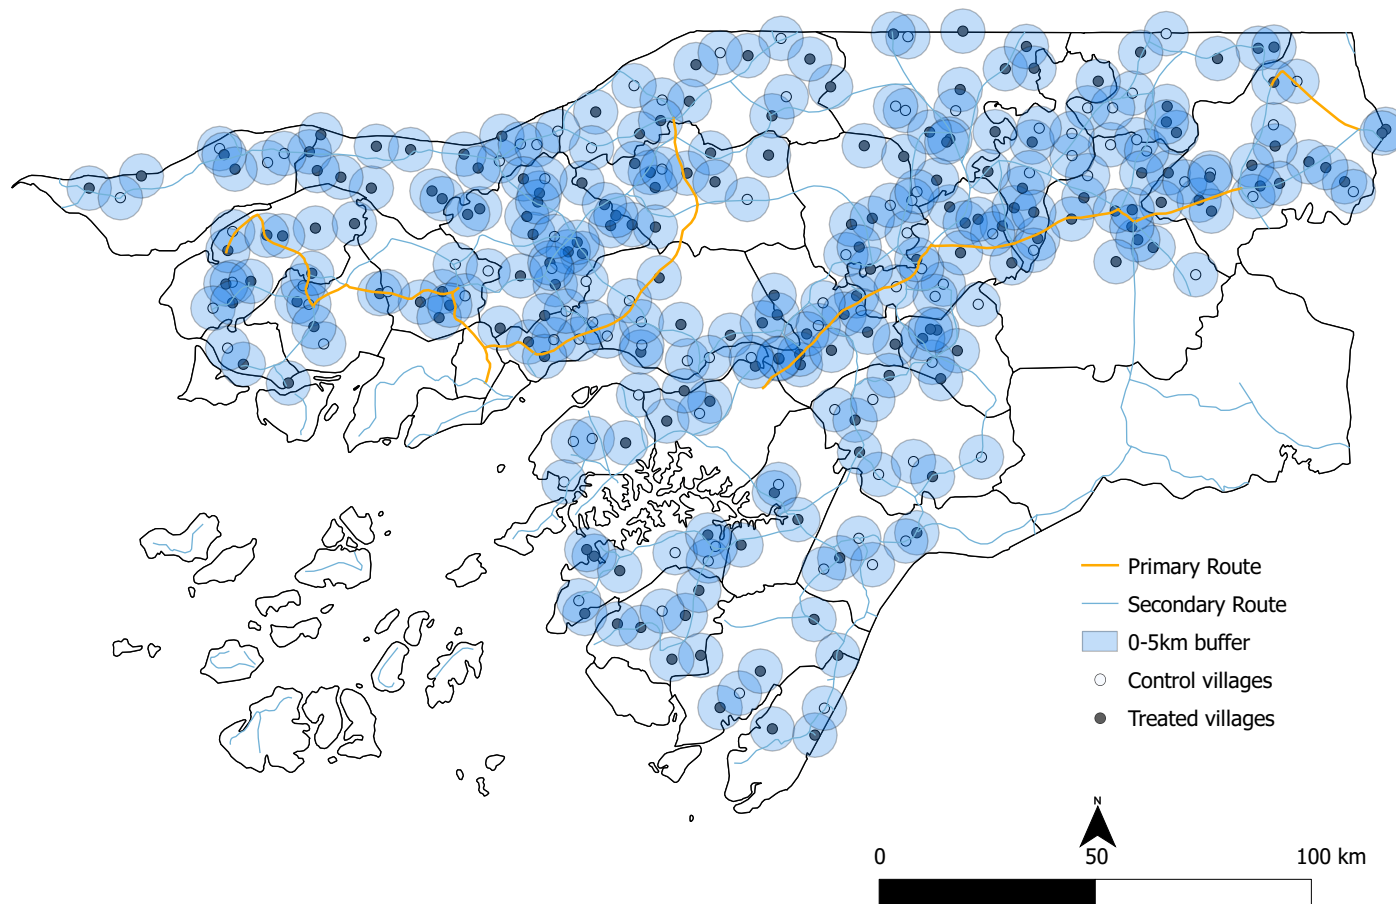 Primary Route
Secondary Route
0-5km buffer
Control villages
Treated villages
N
0 50 100 km